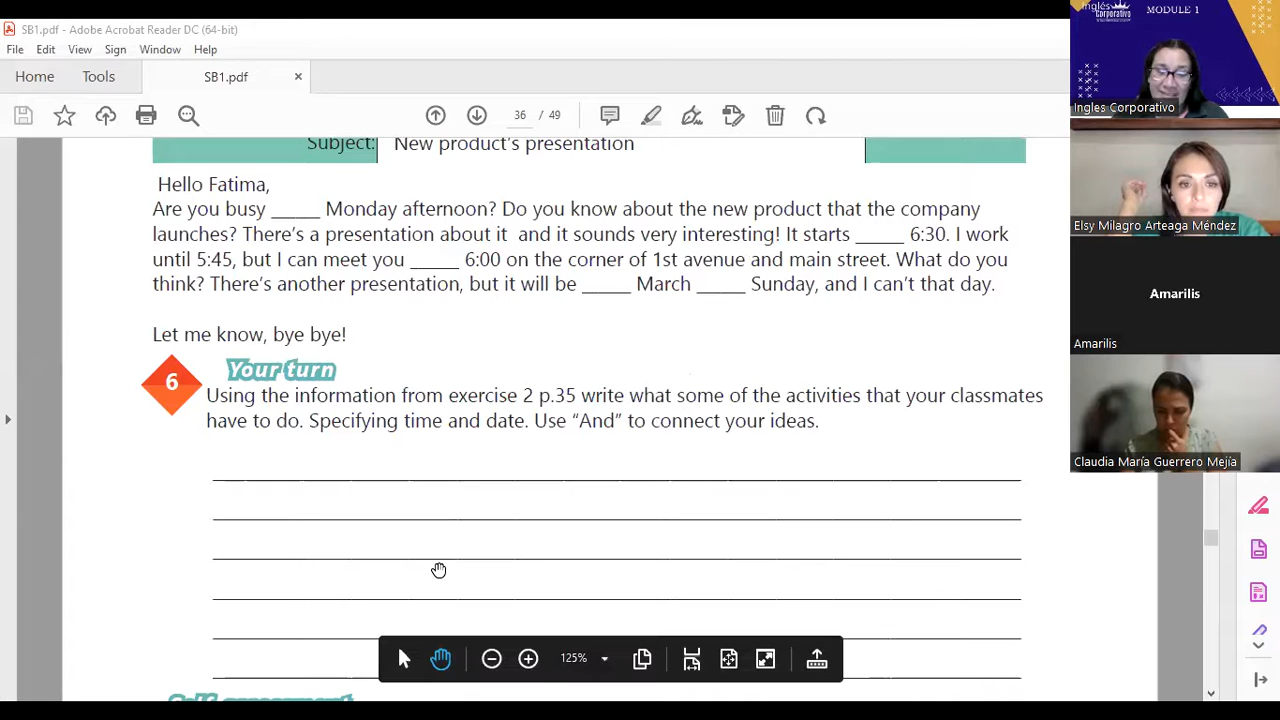 SB1.pdf - Adobe Acrobat Reader DC (64-bit)
File Edit View Sign Window Help
Home Tools SB1.pdf ×
36 / 49
Subject: New product's presentation
Hello Fatima,
Are you busy _____ Monday afternoon? Do you know about the new product that the company
launches? There's a presentation about it and it sounds very interesting! It starts _____ 6:30. I work
until 5:45, but I can meet you _____ 6:00 on the corner of 1st avenue and main street. What do you
think? There's another presentation, but it will be _____ March _____ Sunday, and I can't that day.
Let me know, bye bye!
6 Your turn
Using the information from exercise 2 p.35 write what some of the activities that your classmates
have to do. Specifying time and date. Use “And” to connect your ideas.
125%
Inglés
Corporativo
MODULE 1
Ingles Corporativo
Elsy Milagro Arteaga Méndez
Amarilis
Amarilis
Claudia María Guerrero Mejía